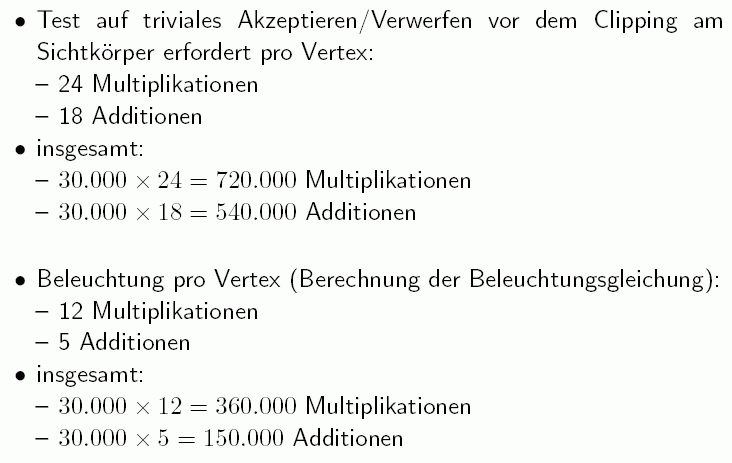 • Test auf triviales Akzeptieren/Verwerfen vor dem Clipping am
Sichtkörper erfordert pro Vertex:
– 24 Multiplikationen
– 18 Additionen
• insgesamt:
– 30.000 × 24 = 720.000 Multiplikationen
– 30.000 × 18 = 540.000 Additionen
• Beleuchtung pro Vertex (Berechnung der Beleuchtungsgleichung):
– 12 Multiplikationen
– 5 Additionen
• insgesamt:
– 30.000 × 12 = 360.000 Multiplikationen
– 30.000 × 5 = 150.000 Additionen